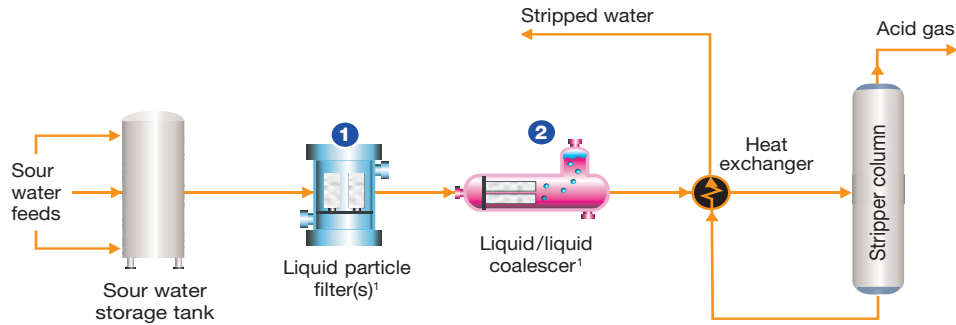 Stripped water
Acid gas
1
2
Sour
water
feeds
Heat
exchanger
Stripper column
Liquid particle
filter(s)¹
Liquid/liquid
coalescer¹
Sour water
storage tank